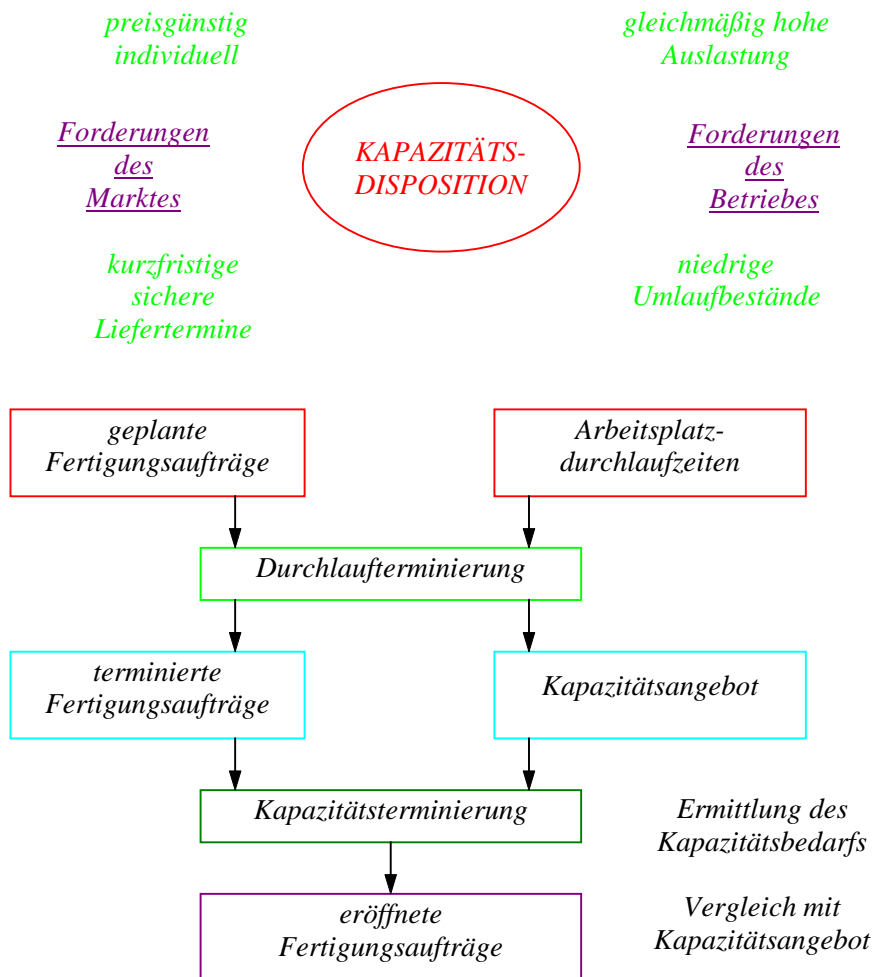 preisgünstig
individuell
gleichmäßig hohe
Auslastung
Forderungen
des
Marktes
KAPAZITÄTS-
DISPOSITION
Forderungen
des
Betriebes
kurzfristige
sichere
Liefertermine
niedrige
Umlaufbestände
geplante
Fertigungsaufträge
Arbeitsplatz-
durchlaufzeiten
Durchlaufterminierung
terminierte
Fertigungsaufträge
Kapazitätsangebot
Kapazitätsterminierung
Ermittlung des
Kapazitätsbedarfs
eröffnete
Fertigungsaufträge
Vergleich mit
Kapazitätsangebot